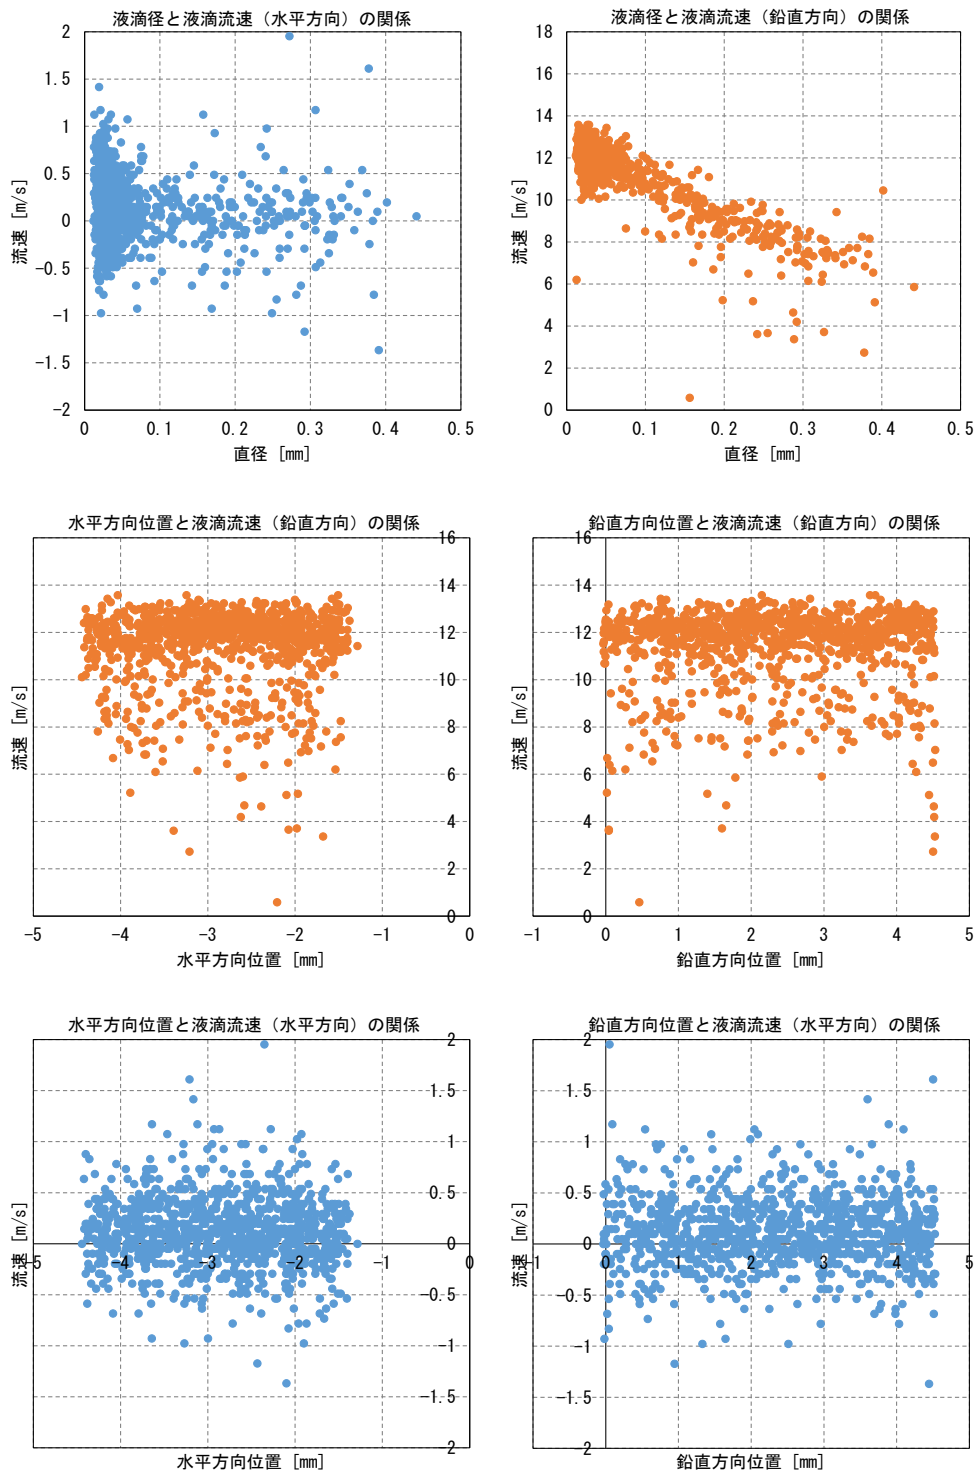 液滴径と液滴流速（水平方向）の関係
2
1.5
1
0.5
0
-0.5
-1
-1.5
-2
流速 [m/s]
0 0.1 0.2 0.3 0.4 0.5
直径 [mm]
液滴径と液滴流速（鉛直方向）の関係
18
16
14
12
10
8
6
4
2
0
流速 [m/s]
0 0.1 0.2 0.3 0.4 0.5
直径 [mm]
水平方向位置と液滴流速（鉛直方向）の関係
16
14
12
10
8
6
4
2
0
流速 [m/s]
-5 -4 -3 -2 -1 0
水平方向位置 [mm]
鉛直方向位置と液滴流速（鉛直方向）の関係
16
14
12
10
8
6
4
2
0
流速 [m/s]
-1 0 1 2 3 4 5
鉛直方向位置 [mm]
水平方向位置と液滴流速（水平方向）の関係
2
1.5
1
0.5
0
-0.5
-1
-1.5
-2
流速 [m/s]
-5 -4 -3 -2 -1 0
水平方向位置 [mm]
鉛直方向位置と液滴流速（水平方向）の関係
2
1.5
1
0.5
0
-0.5
-1
-1.5
-2
流速 [m/s]
-1 0 1 2 3 4 5
鉛直方向位置 [mm]